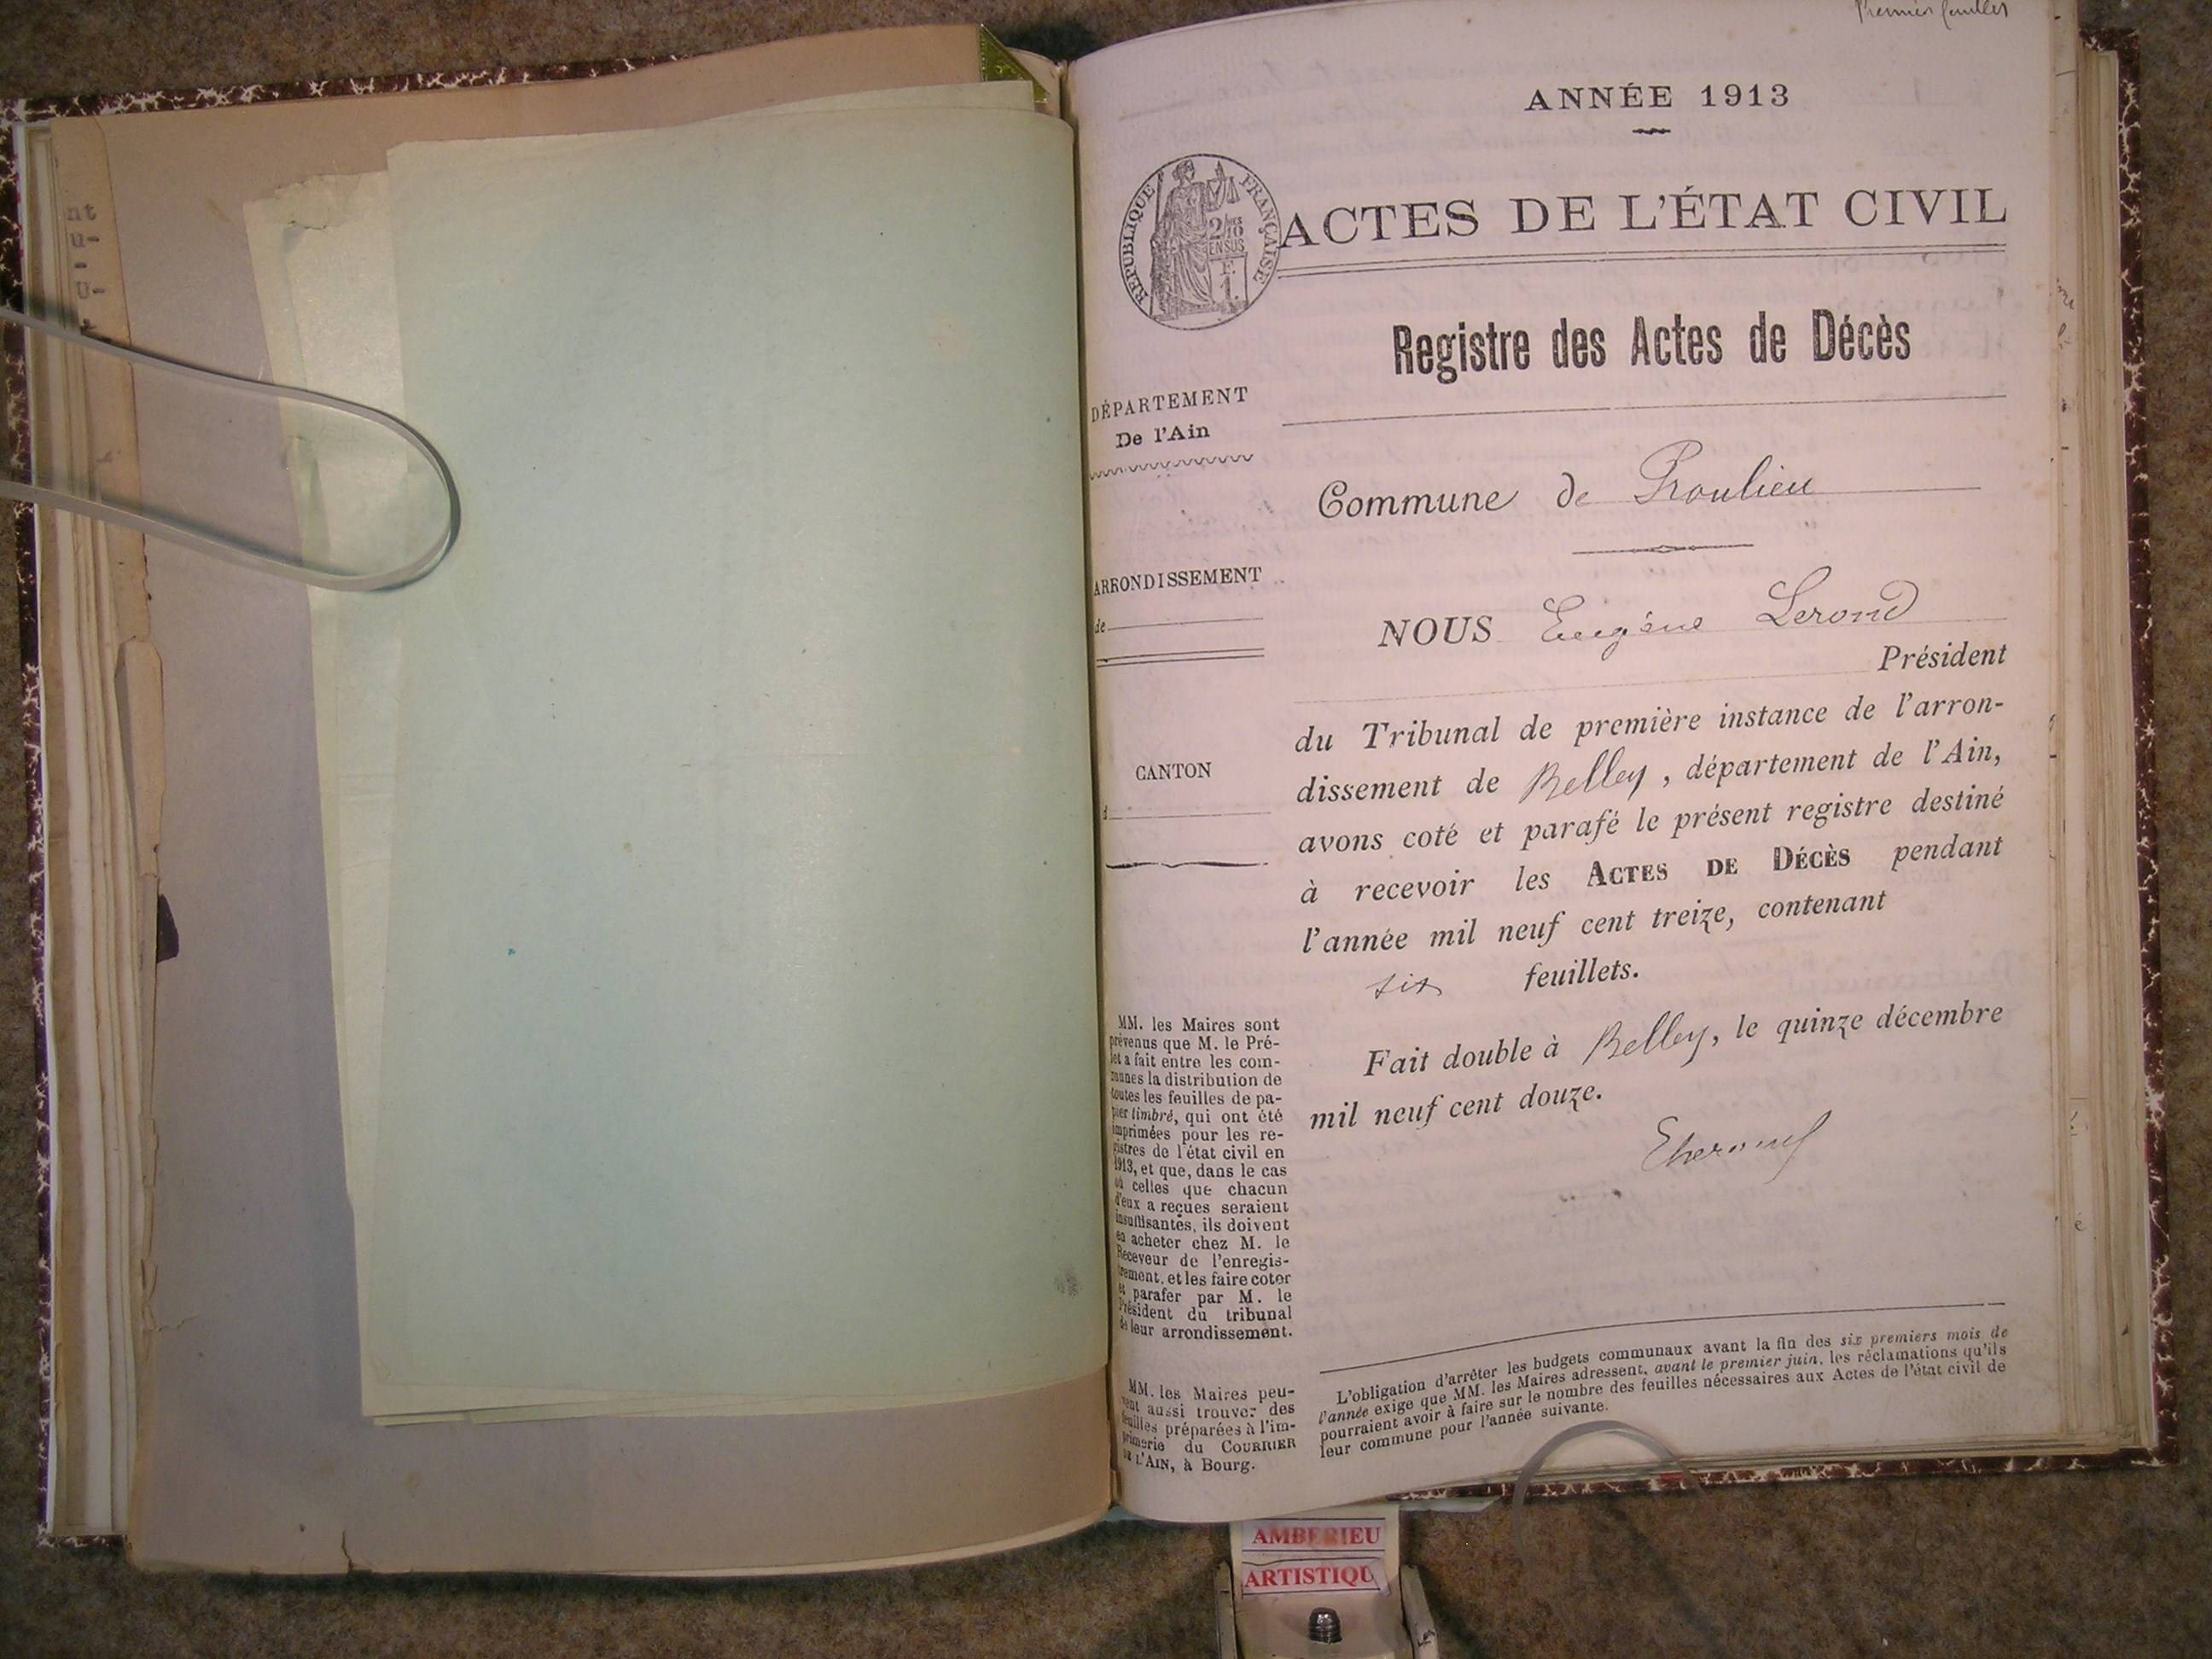 nt
u-
-
U-
Premier feuillet
ANNÉE 1913
RÉPUBLIQUE FRANÇAISE
2/10
EN SUS
F.
1.
ACTES DE L'ÉTAT CIVIL
Registre des Actes de Décès
DÉPARTEMENT
De l'Ain
Commune de Proulieu
ARRONDISSEMENT
de
NOUS Eugène Lerond
Président
du Tribunal de première instance de l'arron-
dissement de Belley, département de l'Ain,
avons coté et parafé le présent registre destiné
à recevoir les ACTES DE DÉCÈS pendant
l'année mil neuf cent treize, contenant
six feuillets.
Fait double à Belley, le quinze décembre
mil neuf cent douze.
CANTON
d
MM. les Maires sont
prévenus que M. le Pré-
fet a fait entre les com-
munes la distribution de
toutes les feuilles de pa-
pier timbré, qui ont été
imprimées pour les re-
gistres de l'état civil en
1913, et que, dans le cas
où celles que chacun
d'eux a reçues seraient
insuffisantes, ils doivent
en acheter chez M. le
Receveur de l'enregis-
trement, et les faire coter
et parafer par M. le
Président du tribunal
de leur arrondissement.
MM. les Maires peu-
vent aussi trouver des
feuilles préparées à l'im-
primerie du COURRIER
DE L'AIN, à Bourg.
L'obligation d'arrêter les budgets communaux avant la fin des six premiers mois de
l'année exige que MM. les Maires adressent, avant le premier juin, les réclamations qu'ils
pourraient avoir à faire sur le nombre des feuilles nécessaires aux Actes de l'état civil de
leur commune pour l'année suivante.
AMBERIEU
ARTISTIQU